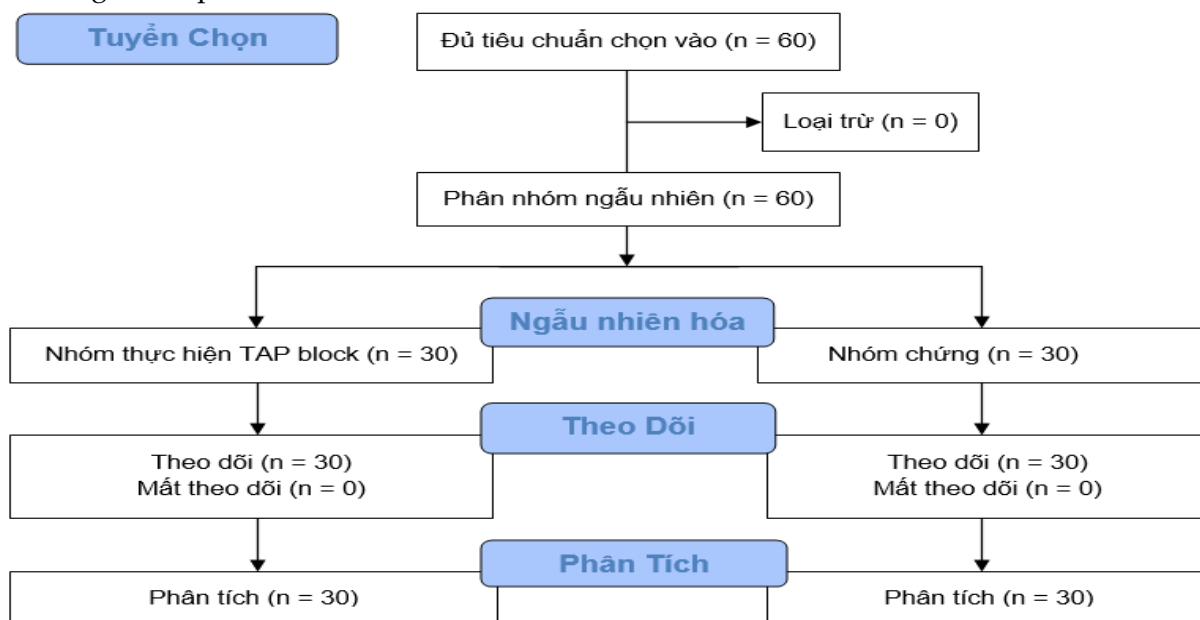 Tuyển Chọn
Đủ tiêu chuẩn chọn vào (n = 60)
Loại trừ (n = 0)
Phân nhóm ngẫu nhiên (n = 60)
Ngẫu nhiên hóa
Nhóm thực hiện TAP block (n = 30)
Nhóm chứng (n = 30)
Theo Dõi
Theo dõi (n = 30)
Mất theo dõi (n = 0)
Theo dõi (n = 30)
Mất theo dõi (n = 0)
Phân Tích
Phân tích (n = 30)
Phân tích (n = 30)